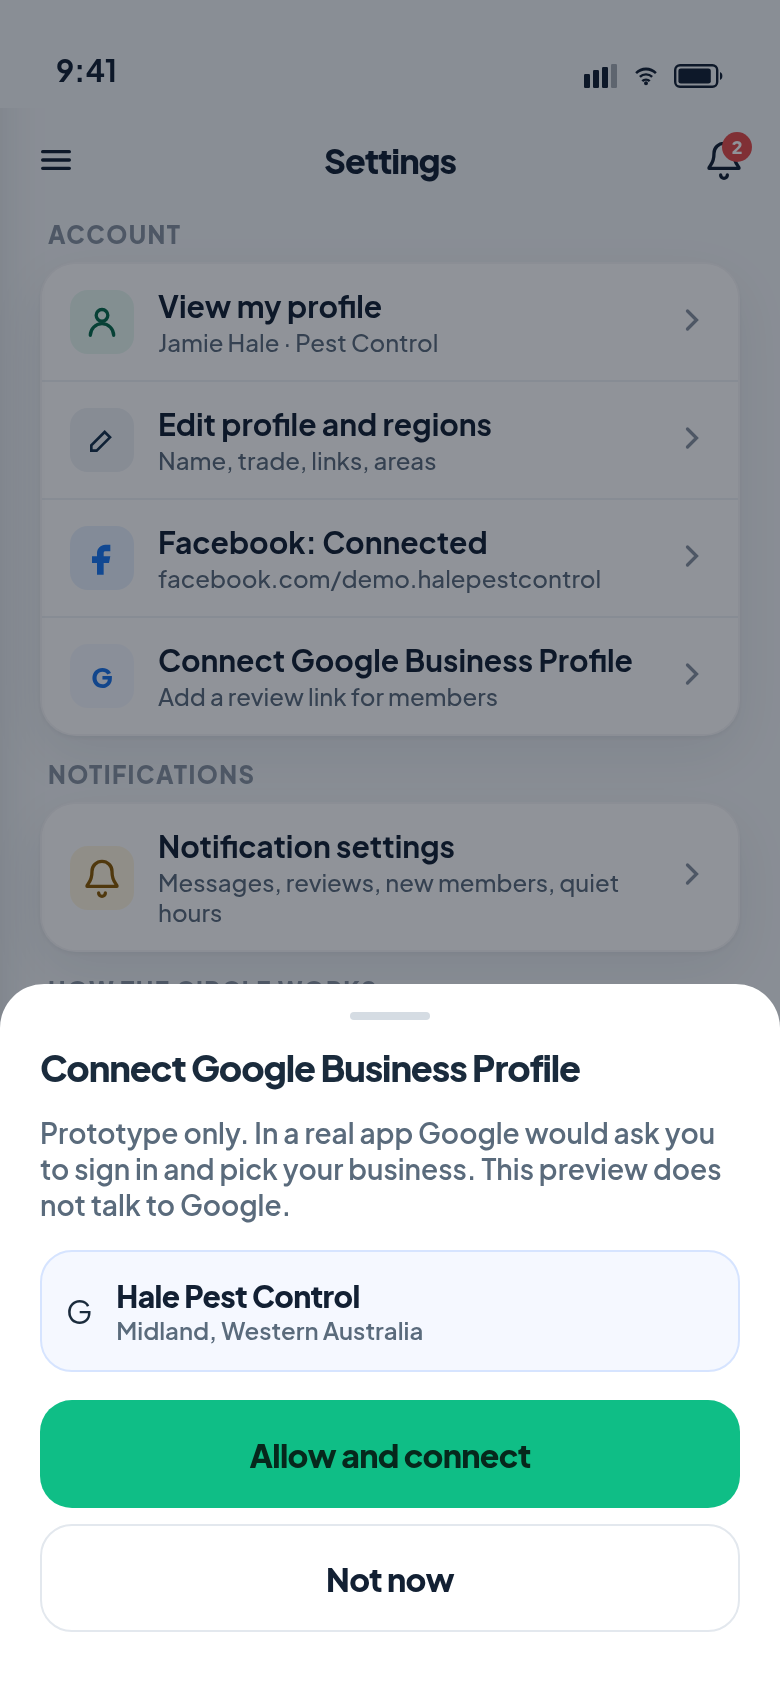 9:41
Settings
2
ACCOUNT
View my profile
Jamie Hale · Pest Control
Edit profile and regions
Name, trade, links, areas
Facebook: Connected
facebook.com/demo.halepestcontrol
G
Connect Google Business Profile
Add a review link for members
NOTIFICATIONS
Notification settings
Messages, reviews, new members, quiet
hours
HOW THE CIRCLE WORKS
Connect Google Business Profile
Prototype only. In a real app Google would ask you
to sign in and pick your business. This preview does
not talk to Google.
G
Hale Pest Control
Midland, Western Australia
Allow and connect
Not now